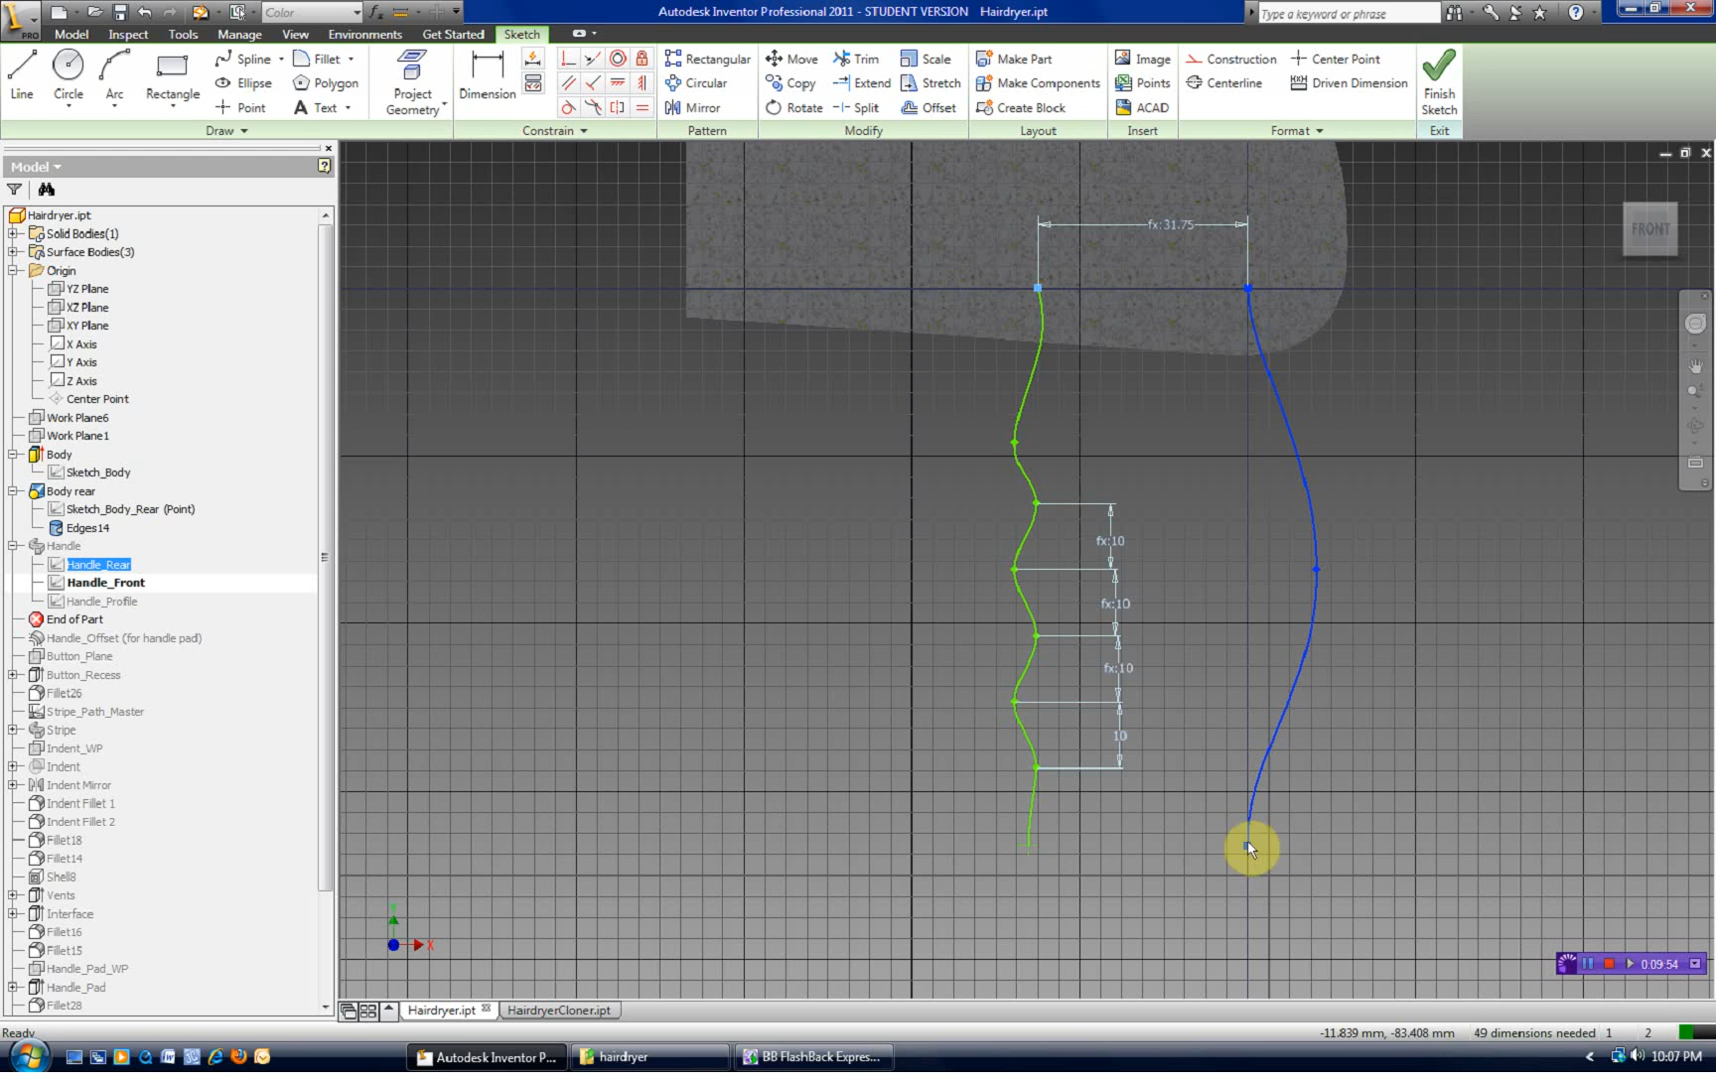 Color
Autodesk Inventor Professional 2011 - STUDENT VERSION Hairdryer.ipt
Type a keyword or phrase
PRO
Model Inspect Tools Manage View Environments Get Started Sketch
Line Circle Arc Rectangle
Spline Fillet
Ellipse Polygon
Point Text
Project Geometry
Dimension
Rectangular
Circular
Mirror
Move Trim Scale
Copy Extend Stretch
Rotate Split Offset
Make Part
Make Components
Create Block
Image
Points
ACAD
Construction Center Point
Centerline Driven Dimension
Finish Sketch
Draw Constrain Pattern Modify Layout Insert Format Exit
Model
Hairdryer.ipt
Solid Bodies(1)
Surface Bodies(3)
Origin
YZ Plane
XZ Plane
XY Plane
X Axis
Y Axis
Z Axis
Center Point
Work Plane6
Work Plane1
Body
Sketch_Body
Body rear
Sketch_Body_Rear (Point)
Edges14
Handle
Handle_Rear
Handle_Front
Handle_Profile
End of Part
Handle_Offset (for handle pad)
Button_Plane
Button_Recess
Fillet26
Stripe_Path_Master
Stripe
Indent_WP
Indent
Indent Mirror
Indent Fillet 1
Indent Fillet 2
Fillet18
Fillet14
Shell8
Vents
Interface
Fillet16
Fillet15
Handle_Pad_WP
Handle_Pad
Fillet28
fx:31.75
FRONT
fx:10
fx:10
fx:10
10
Y
X
0:09:54
Hairdryer.ipt HairdryerCloner.ipt
Ready
-11.839 mm, -83.408 mm 49 dimensions needed 1 2
Autodesk Inventor P... hairdryer BB FlashBack Expres... 10:07 PM